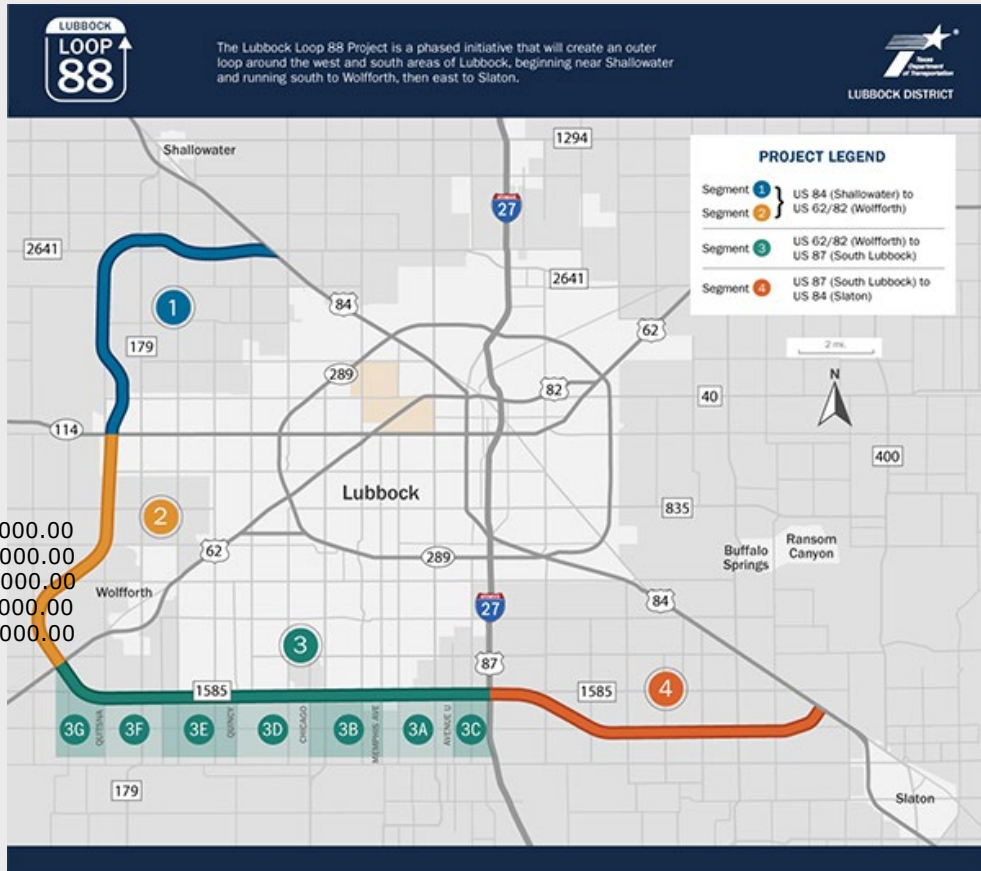 LUBBOCK
LOOP
88
The Lubbock Loop 88 Project is a phased initiative that will create an outer
loop around the west and south areas of Lubbock, beginning near Shallowater
and running south to Wolfforth, then east to Slaton.
Texas
Department
of Transportation
LUBBOCK DISTRICT
PROJECT LEGEND
Segment 1
Segment 2
US 84 (Shallowater) to
US 62/82 (Wolfforth)
Segment 3
US 62/82 (Wolfforth) to
US 87 (South Lubbock)
Segment 4
US 87 (South Lubbock) to
US 84 (Slaton)
2 mi.
N
Shallowater
1294
27
2641
2641
1
84
179
62
289
82
40
114
400
Lubbock
2
835
000.00
000.00
000.00
000.00
000.00
62
289
Buffalo
Springs
Ransom
Canyon
Wolfforth
27
84
3
87
4
1585
1585
3G
QUITSNA
3F
3E
QUINCY
3D
CHICAGO
3B
MEMPHIS AVE
3A
AVENUE U
3C
179
Slaton